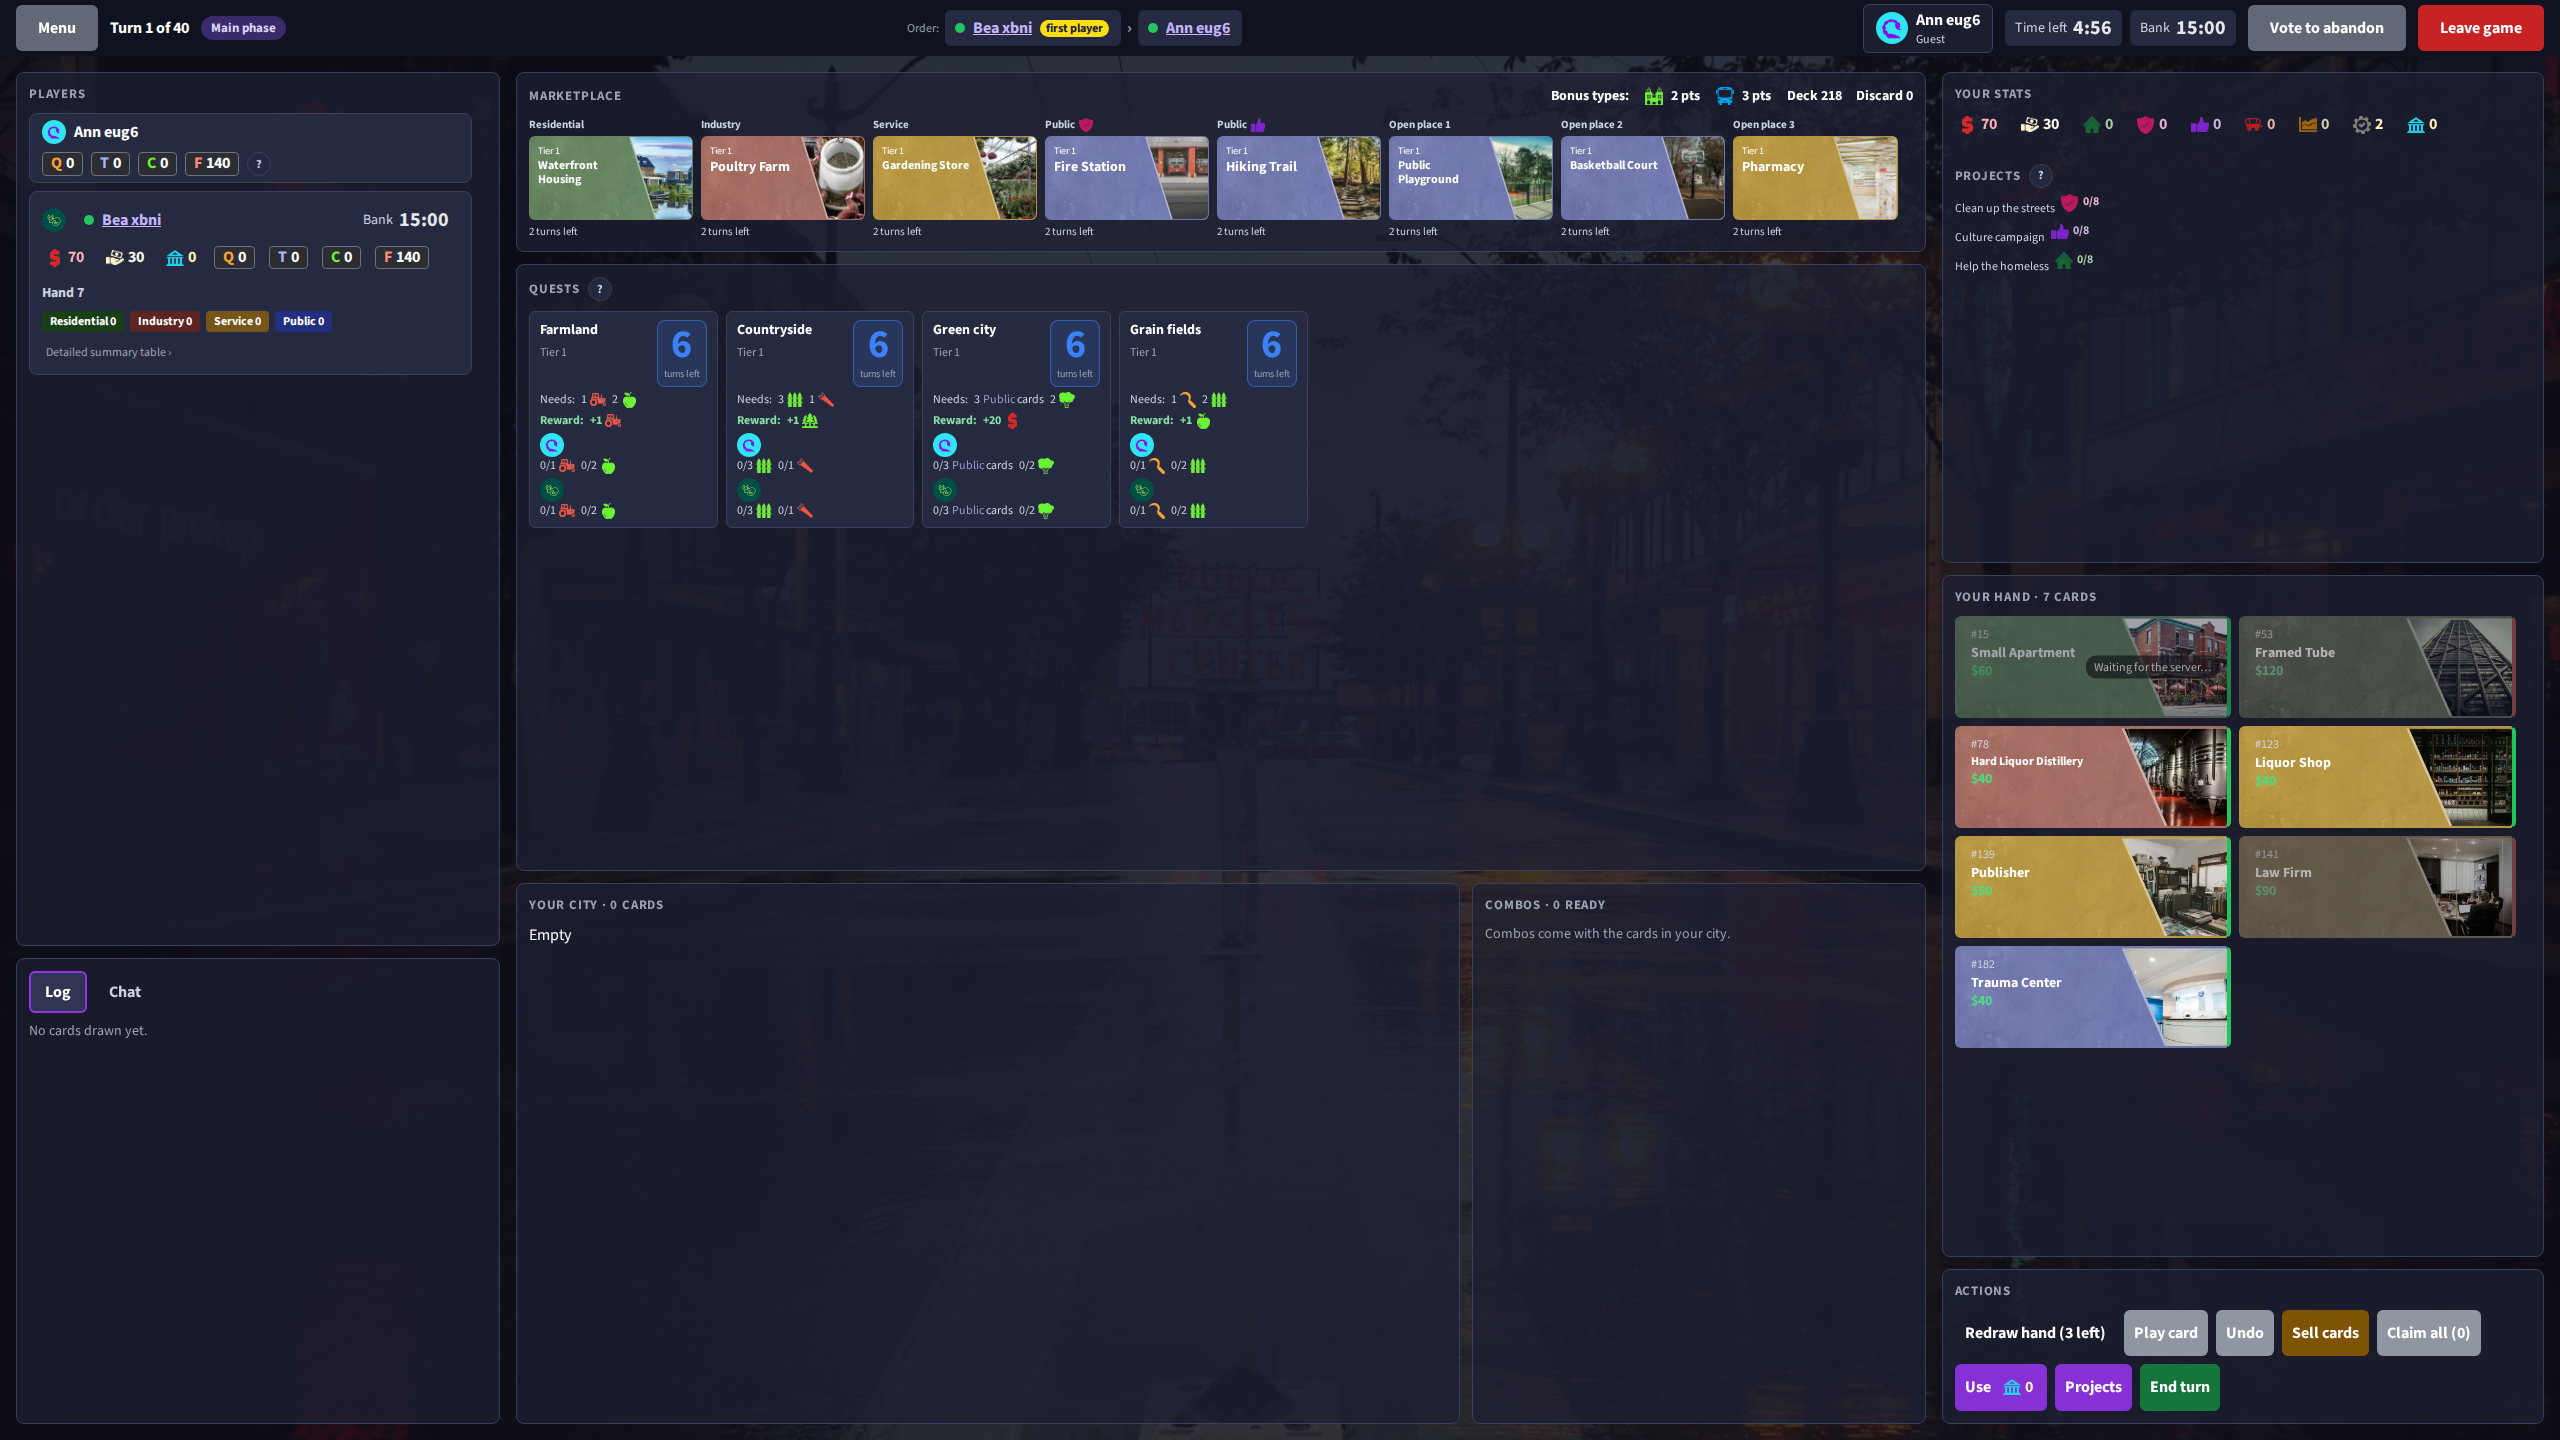 Menu
Turn 1 of 40 Main phase
Order: Bea xbni first player › Ann eug6
Ann eug6
Guest
Time left 4:56
Bank 15:00
Vote to abandon
Leave game
PLAYERS
Ann eug6
Q 0 T 0 C 0 F 140 ?
Bea xbni Bank 15:00
70 30 0 Q 0 T 0 C 0 F 140
Hand 7
Residential 0 Industry 0 Service 0 Public 0
Detailed summary table ›
Log Chat
No cards drawn yet.
MARKETPLACE
Bonus types: 2 pts 3 pts Deck 218 Discard 0
Residential
Tier 1
Waterfront
Housing
2 turns left
Industry
Tier 1
Poultry Farm
2 turns left
Service
Tier 1
Gardening Store
2 turns left
Public
Tier 1
Fire Station
2 turns left
Public
Tier 1
Hiking Trail
2 turns left
Open place 1
Tier 1
Public
Playground
2 turns left
Open place 2
Tier 1
Basketball Court
2 turns left
Open place 3
Tier 1
Pharmacy
2 turns left
QUESTS ?
Farmland
Tier 1
6
turns left
Needs: 1 2
Reward: +1
0/1 0/2
0/1 0/2
Countryside
Tier 1
6
turns left
Needs: 3 1
Reward: +1
0/3 0/1
0/3 0/1
Green city
Tier 1
6
turns left
Needs: 3 Public cards 2
Reward: +20
0/3 Public cards 0/2
0/3 Public cards 0/2
Grain fields
Tier 1
6
turns left
Needs: 1 2
Reward: +1
0/1 0/2
0/1 0/2
YOUR CITY · 0 CARDS
Empty
COMBOS · 0 READY
Combos come with the cards in your city.
YOUR STATS
70 30 0 0 0 0 0 2 0
PROJECTS ?
Clean up the streets 0/8
Culture campaign 0/8
Help the homeless 0/8
YOUR HAND · 7 CARDS
#15
Small Apartment
$60
Waiting for the server...
#53
Framed Tube
$120
#78
Hard Liquor Distillery
$40
#123
Liquor Shop
$40
#139
Publisher
$50
#141
Law Firm
$90
#182
Trauma Center
$40
ACTIONS
Redraw hand (3 left) Play card Undo Sell cards Claim all (0)
Use 0 Projects End turn
order pickup
PUBLIC
MARKET
CENTER